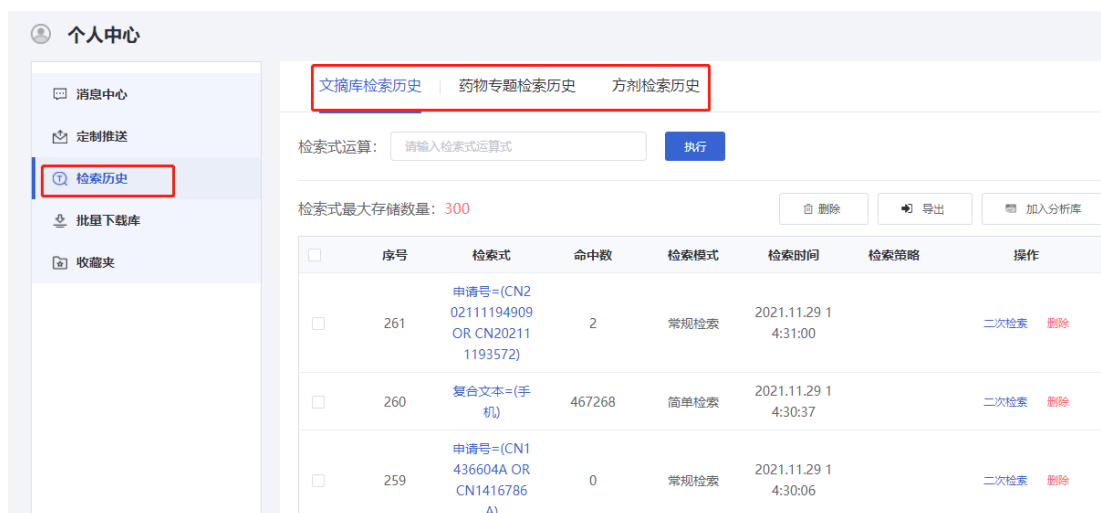 个人中心
消息中心
定制推送
检索历史
批量下载库
收藏夹
文摘库检索历史 药物专题检索历史 方剂检索历史
检索式运算： 请输入检索式运算式 执行
检索式最大存储数量：300 删除 导出 加入分析库
序号 检索式 命中数 检索模式 检索时间 检索策略 操作
申请号=(CN2
02111194909
OR CN20211
1193572)
261 2 常规检索 2021.11.29 1
4:31:00 二次检索 删除
复合文本=(手
机)
260 467268 简单检索 2021.11.29 1
4:30:37 二次检索 删除
申请号=(CN1
436604A OR
CN1416786
A)
259 0 常规检索 2021.11.29 1
4:30:06 二次检索 删除